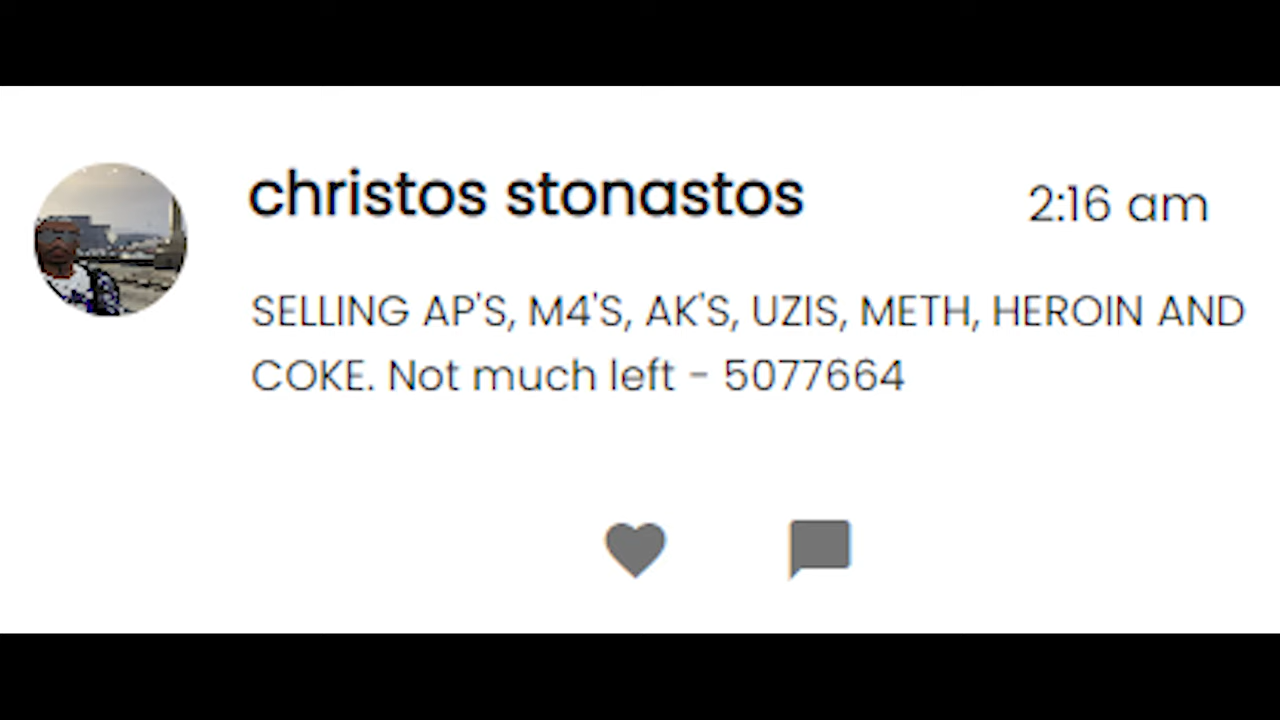 christos stonastos
2:16 am
SELLING AP'S, M4'S, AK'S, UZIS, METH, HEROIN AND
COKE. Not much left - 5077664